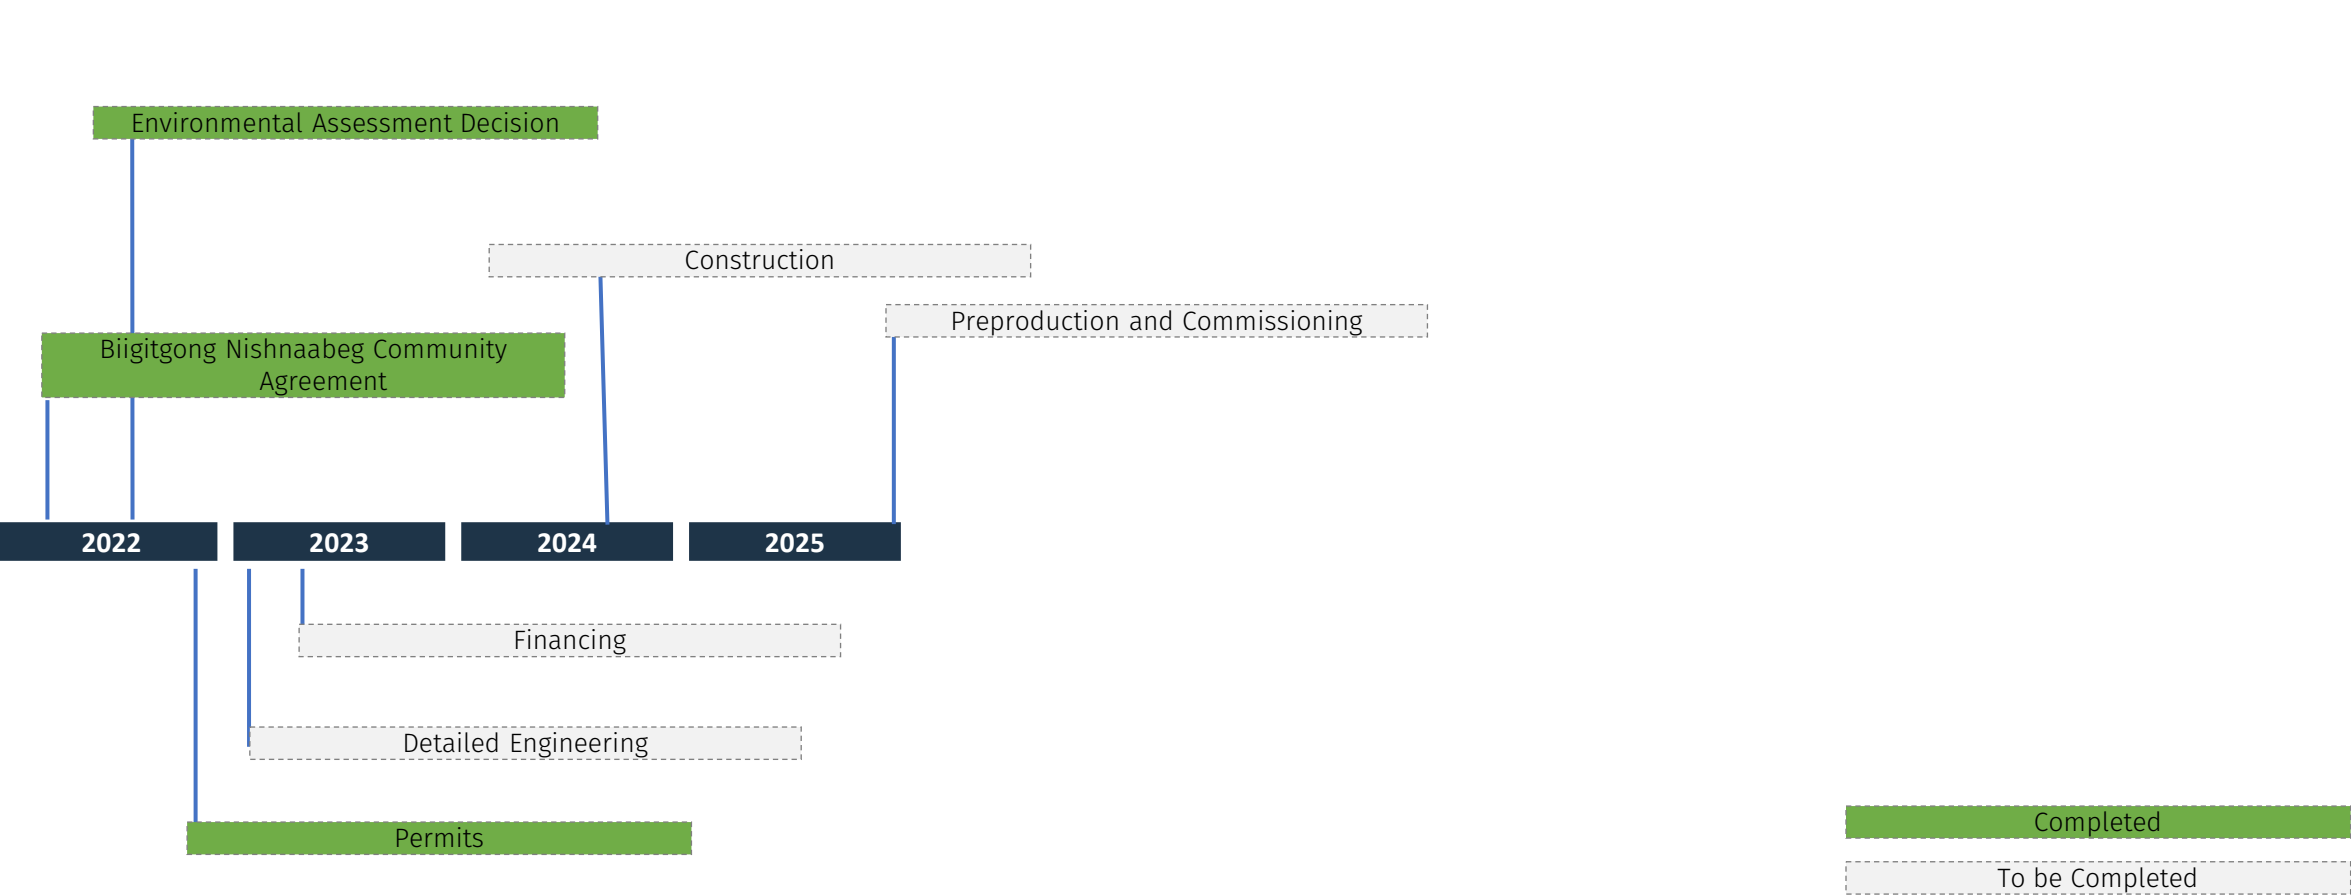 Environmental Assessment Decision
Construction
Preproduction and Commissioning
Biigitgong Nishnaabeg Community
Agreement
2022
2023
2024
2025
Financing
Detailed Engineering
Permits
Completed
To be Completed